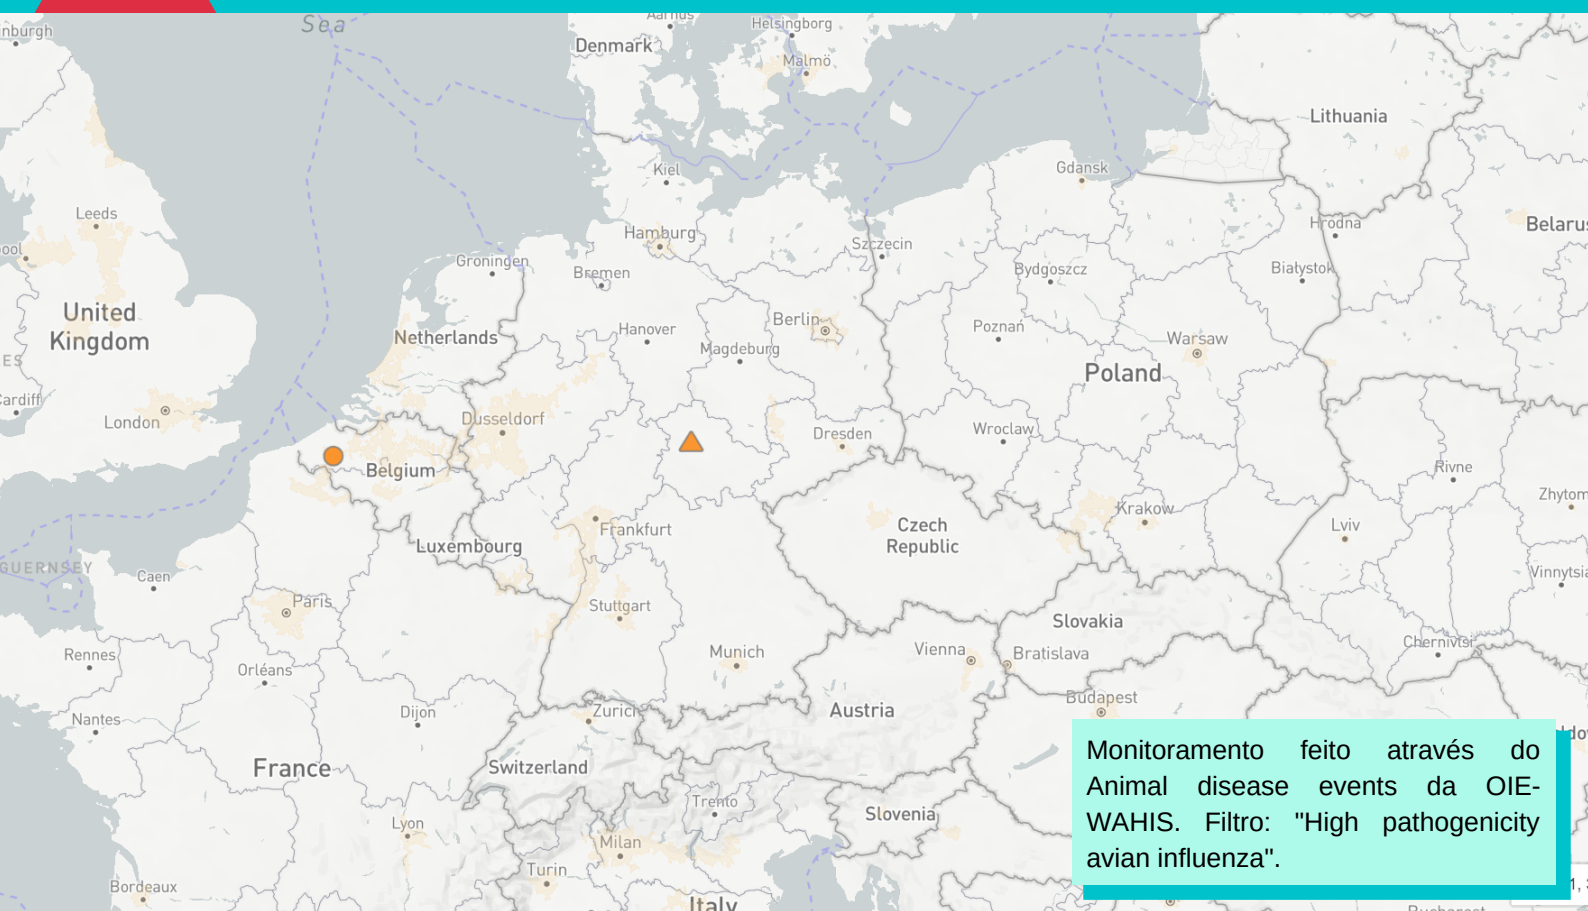 Sea
Helsingborg
Denmark
Malmö
Lithuania
Kiel
Gdansk
Leeds
Hamburg
Szczecin
Hrodna
Belarus
Groningen
Bremen
Bydgoszcz
Białystok
United
Kingdom
Netherlands
Hanover
Berlin
Magdeburg
Poznań
Warsaw
Poland
Cardiff
London
Dusseldorf
Dresden
Wroclaw
Belgium
Rivne
Frankfurt
Krakow
Lviv
Zhytom
Czech
Republic
Luxembourg
GUERNSEY
Caen
Paris
Stuttgart
Vinnytsia
Slovakia
Rennes
Orléans
Munich
Vienna
Bratislava
Chernivtsi
Nantes
Dijon
Zurich
Austria
Budapest
France
Switzerland
Trento
Slovenia
Lyon
Milan
Turin
Bordeaux
Italy
Monitoramento feito através do
Animal disease events da OIE-
WAHIS. Filtro: "High pathogenicity
avian influenza".